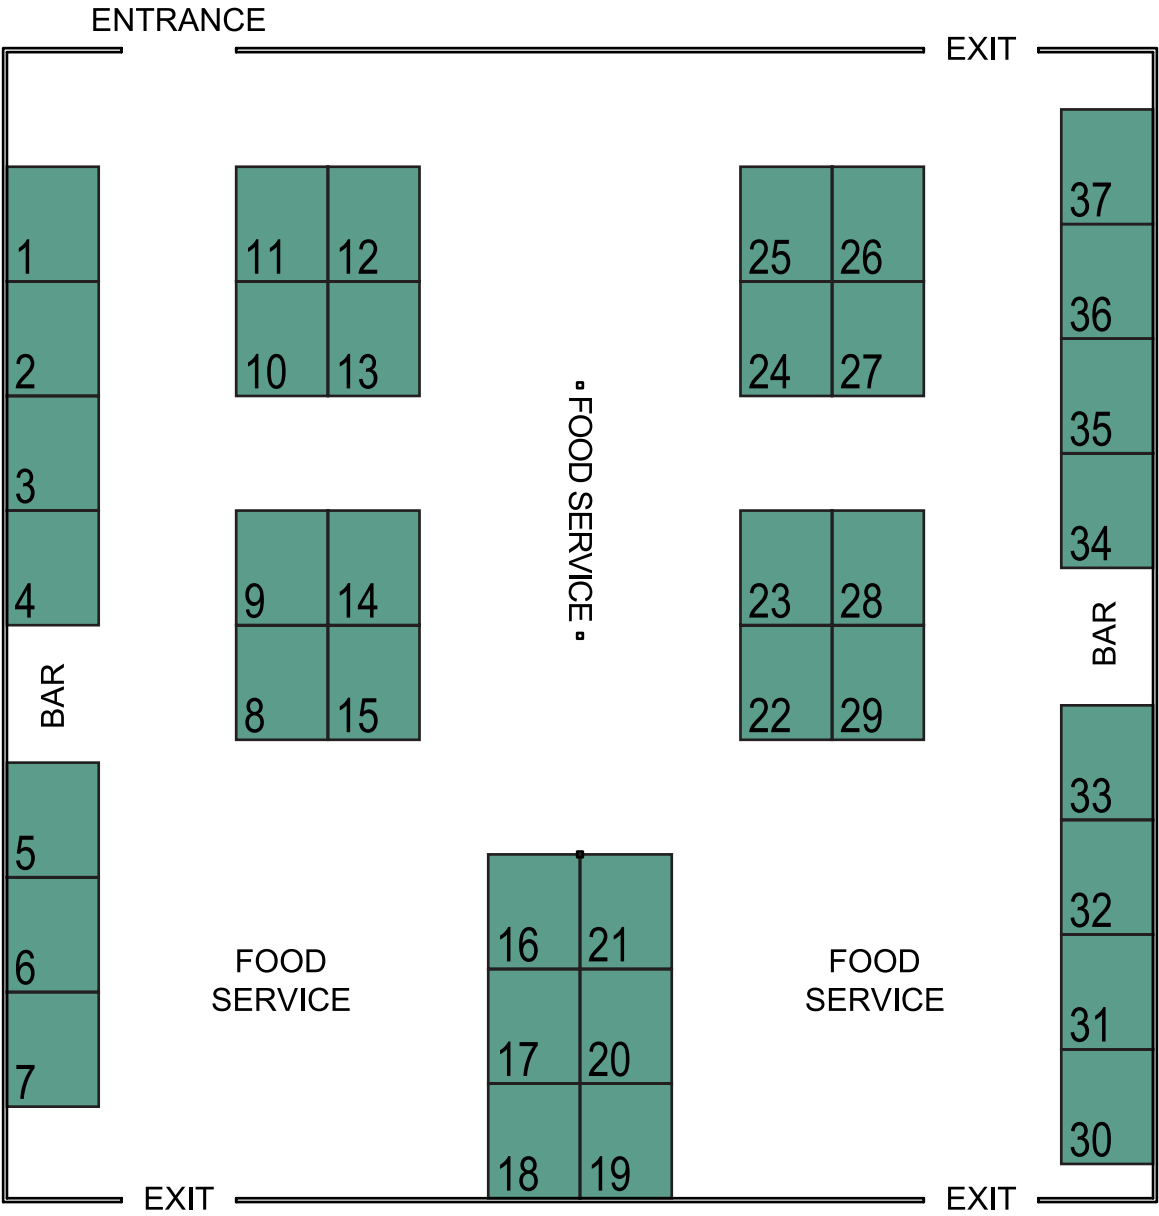 ENTRANCE
EXIT
37
1
11 12
25 26
36
2
10 13
24 27
35
FOOD SERVICE
3
34
4
9 14
23 28
BAR
BAR
8 15
22 29
33
5
16 21
32
FOOD
SERVICE
FOOD
SERVICE
6
31
17 20
7
30
18 19
EXIT
EXIT